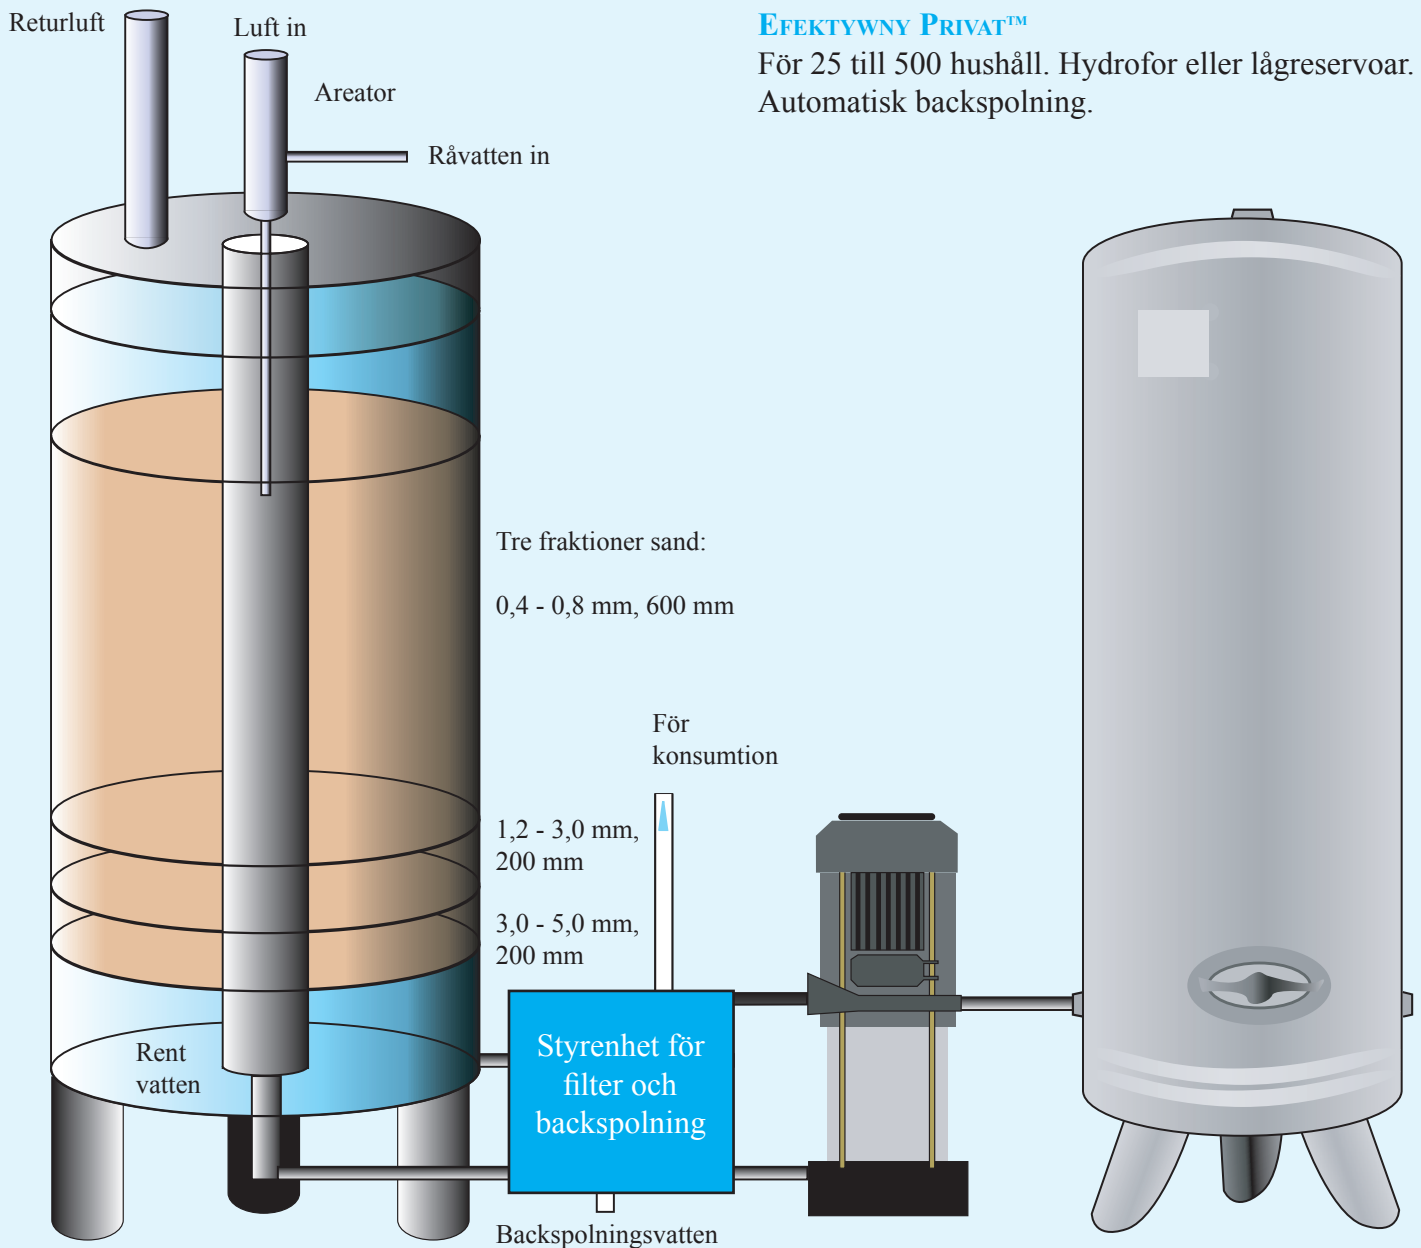 Returluft
Luft in
EFEKTYWNY PRIVAT™
För 25 till 500 hushåll. Hydrofor eller lågreservoar.
Automatisk backspolning.
Areator
Råvatten in
Tre fraktioner sand:
0,4 - 0,8 mm, 600 mm
För
konsumtion
1,2 - 3,0 mm,
200 mm
3,0 - 5,0 mm,
200 mm
Rent
vatten
Styrenhet för
filter och
backspolning
Backspolningsvatten